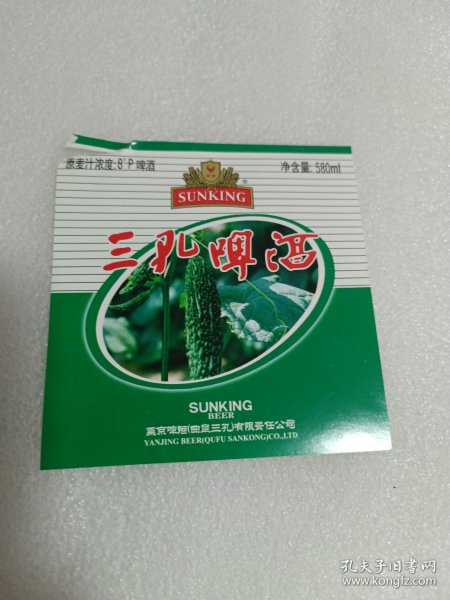 原麦汁浓度:8°P 啤酒
净含量:580ml
SUNKING
®
三孔啤酒
SUNKING
BEER
燕京啤酒(曲阜三孔)有限责任公司
YANJING BEER(QUFU SANKONG)CO.,LTD
孔夫子旧书网
www.kongfz.com